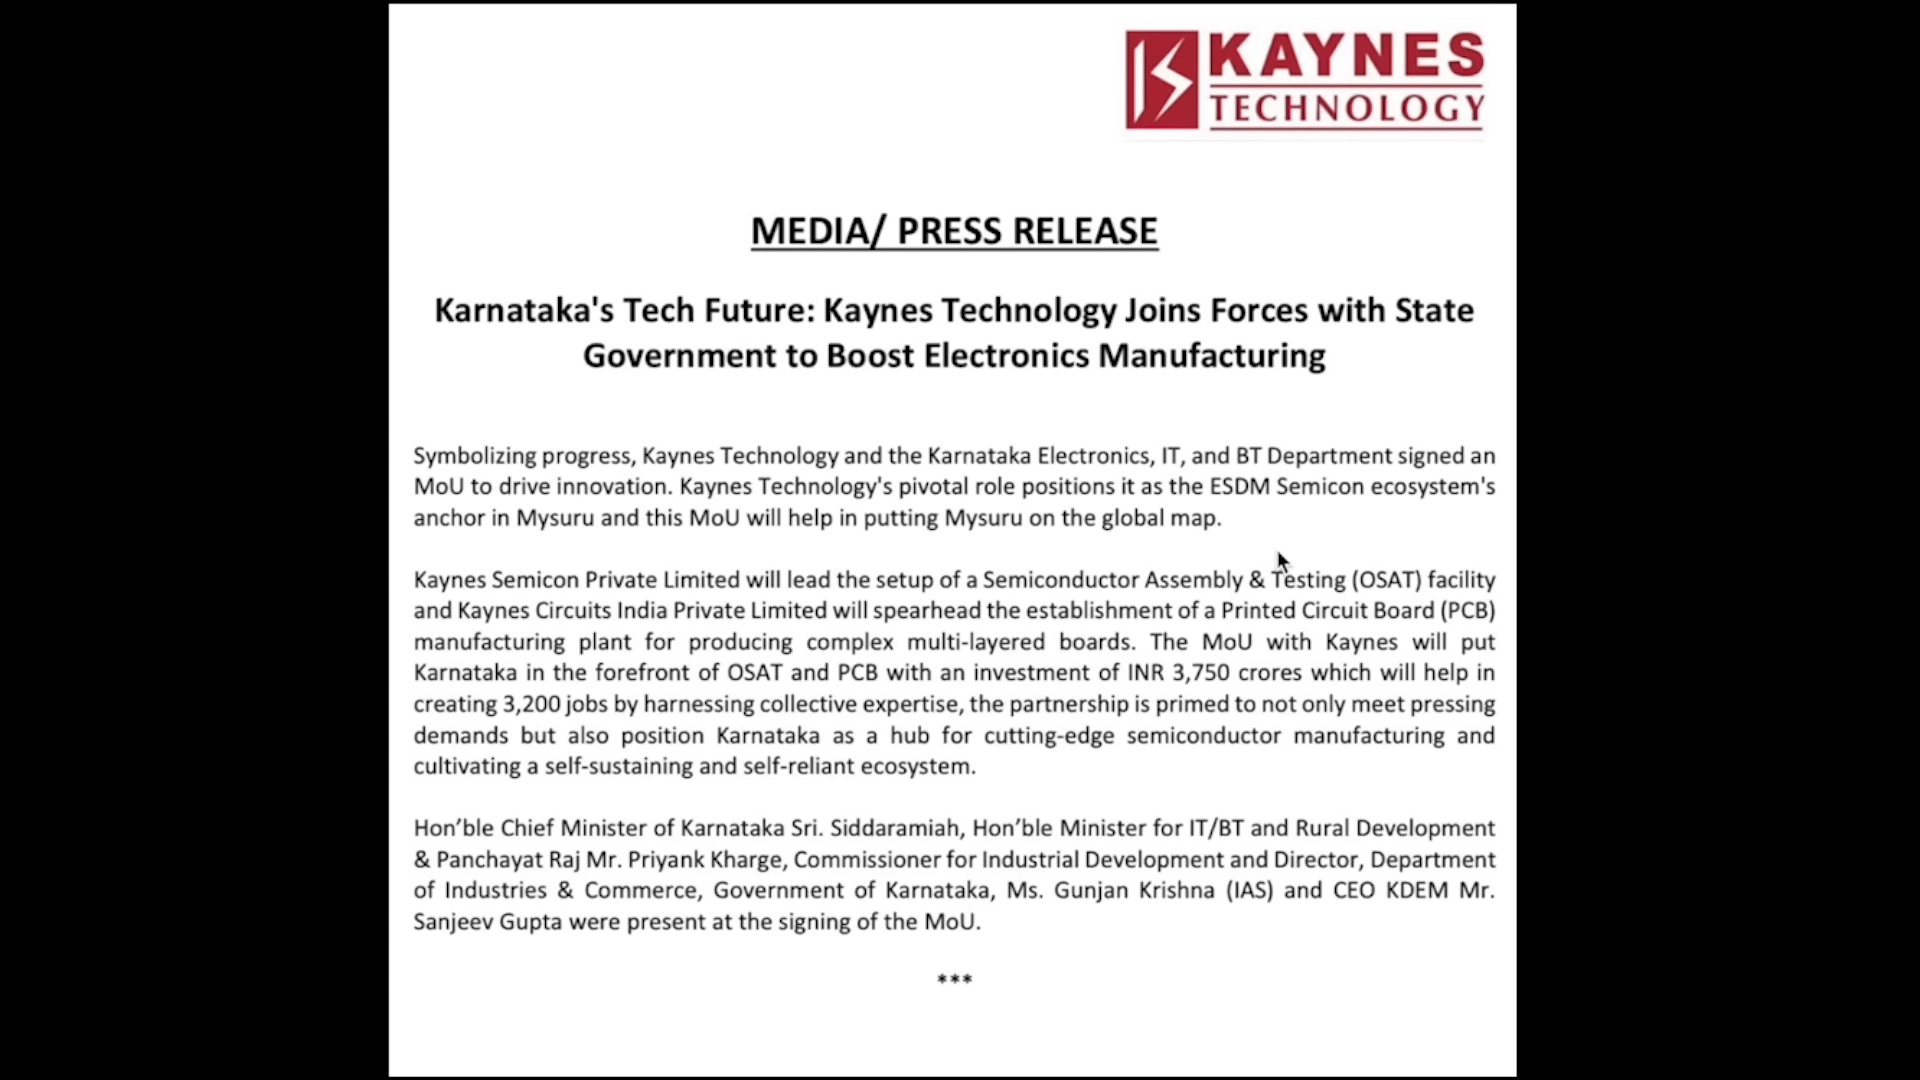 KAYNES
TECHNOLOGY
MEDIA/ PRESS RELEASE
Karnataka's Tech Future: Kaynes Technology Joins Forces with State
Government to Boost Electronics Manufacturing
Symbolizing progress, Kaynes Technology and the Karnataka Electronics, IT, and BT Department signed an
MoU to drive innovation. Kaynes Technology's pivotal role positions it as the ESDM Semicon ecosystem's
anchor in Mysuru and this MoU will help in putting Mysuru on the global map.
Kaynes Semicon Private Limited will lead the setup of a Semiconductor Assembly & Testing (OSAT) facility
and Kaynes Circuits India Private Limited will spearhead the establishment of a Printed Circuit Board (PCB)
manufacturing plant for producing complex multi-layered boards. The MoU with Kaynes will put
Karnataka in the forefront of OSAT and PCB with an investment of INR 3,750 crores which will help in
creating 3,200 jobs by harnessing collective expertise, the partnership is primed to not only meet pressing
demands but also position Karnataka as a hub for cutting-edge semiconductor manufacturing and
cultivating a self-sustaining and self-reliant ecosystem.
Hon’ble Chief Minister of Karnataka Sri. Siddaramiah, Hon’ble Minister for IT/BT and Rural Development
& Panchayat Raj Mr. Priyank Kharge, Commissioner for Industrial Development and Director, Department
of Industries & Commerce, Government of Karnataka, Ms. Gunjan Krishna (IAS) and CEO KDEM Mr.
Sanjeev Gupta were present at the signing of the MoU.
***